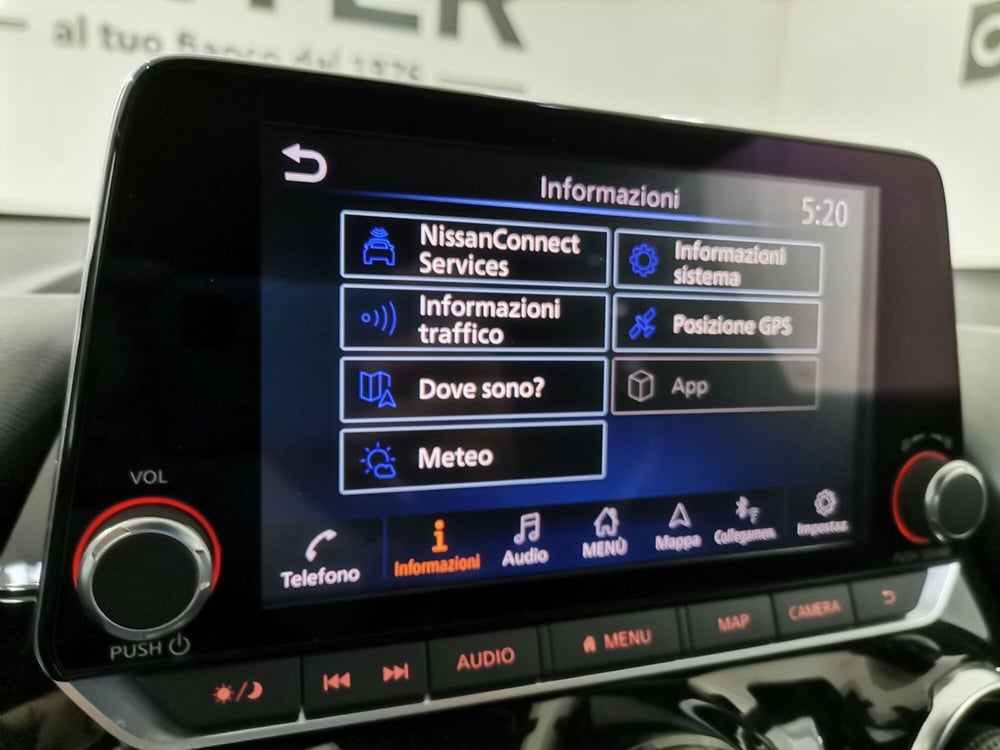 al tuo fianco dal 1975
Informazioni
5:20
NissanConnect
Services
Informazioni
sistema
Informazioni
traffico
Posizione GPS
Dove sono?
App
Meteo
Telefono
Informazioni
Audio
MENÙ
Mappa
Collegamen.
Impostaz.
VOL
PUSH
AUDIO
MENU
MAP
CAMERA